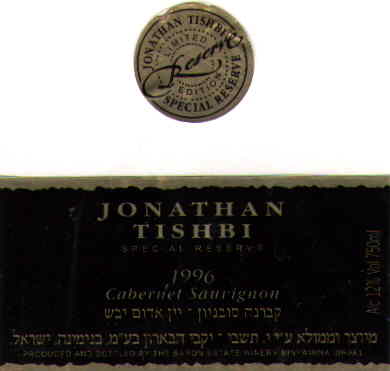 JONATHAN TISHBI
LIMITED
Reserve
EDITION
SPECIAL RESERVE
JONATHAN
TISHBI
SPECIAL RESERVE
1996
Cabernet Sauvignon
קברנה סובניון - יין אדום יבש
מיוצר וממולא ע״י י. תשבי - יקבי הבארון בע״מ, בנימינה, ישראל.
PRODUCED AND BOTTLED BY THE BARON ESTATE WINERY BINYAMINA ISRAEL
Alc. 12% Vol 750ml